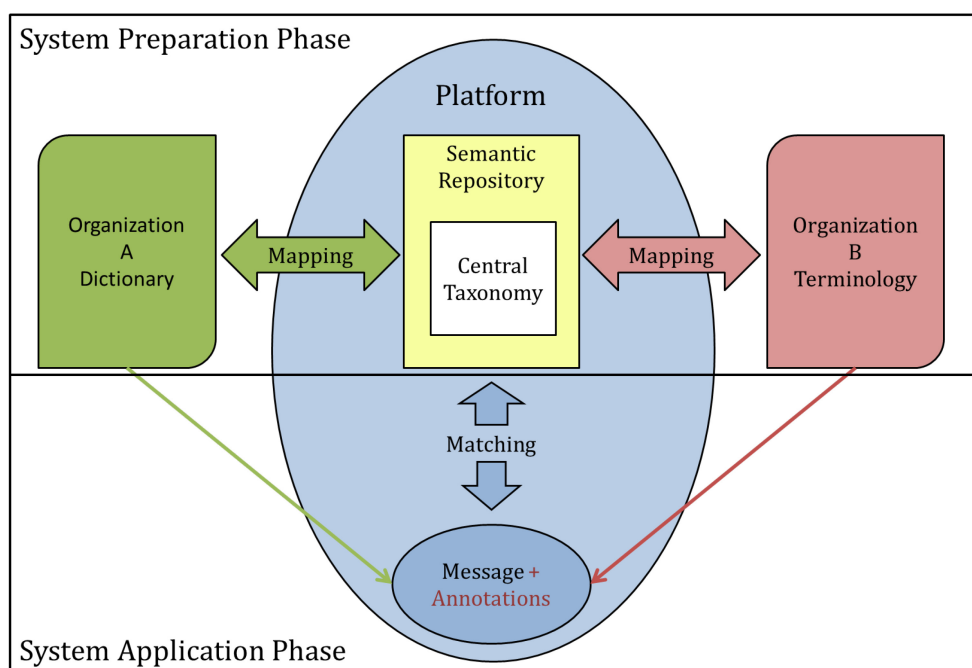 System Preparation Phase
Platform
Semantic
Repository
Organization
A
Dictionary
Mapping
Central
Taxonomy
Mapping
Organization
B
Terminology
Matching
Message +
Annotations
System Application Phase